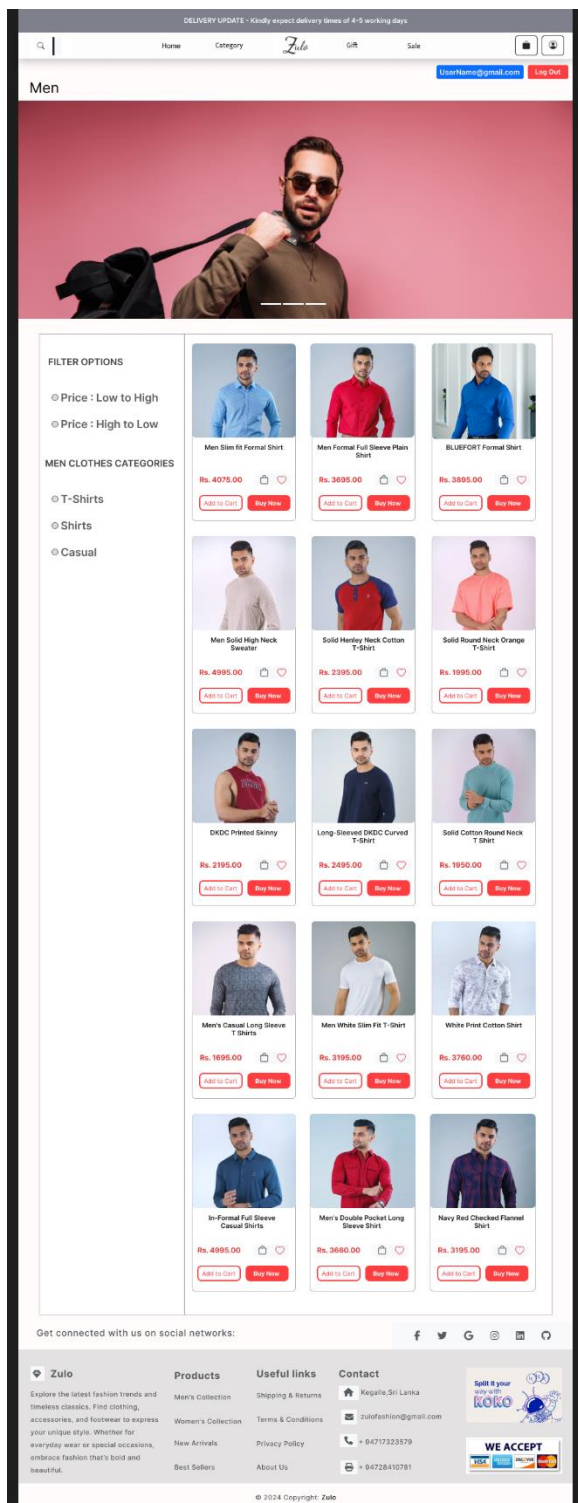 DELIVERY UPDATE - Kindly expect delivery times of 4-5 working days
Home Category Zulo Gift Sale
UserName@gmail.com Log Out
Men
FILTER OPTIONS
Price : Low to High
Price : High to Low
MEN CLOTHES CATEGORIES
T-Shirts
Shirts
Casual
Men Slim fit Formal Shirt
Rs. 4075.00
Add to Cart Buy Now
Men Formal Full Sleeve Plain
Shirt
Rs. 3695.00
Add to Cart Buy Now
BLUEFORT Formal Shirt
Rs. 3895.00
Add to Cart Buy Now
Men Solid High Neck
Sweater
Rs. 4995.00
Add to Cart Buy Now
Solid Henley Neck Cotton
T-Shirt
Rs. 2395.00
Add to Cart Buy Now
Solid Round Neck Orange
T-Shirt
Rs. 1995.00
Add to Cart Buy Now
DKDC Printed Skinny
Rs. 2195.00
Add to Cart Buy Now
Long-Sleeved DKDC Curved
T-Shirt
Rs. 2495.00
Add to Cart Buy Now
Solid Cotton Round Neck
T Shirt
Rs. 1950.00
Add to Cart Buy Now
Men's Casual Long Sleeve
T Shirts
Rs. 1695.00
Add to Cart Buy Now
Men White Slim Fit T-Shirt
Rs. 3195.00
Add to Cart Buy Now
White Print Cotton Shirt
Rs. 3760.00
Add to Cart Buy Now
In-Formal Full Sleeve
Casual Shirts
Rs. 4995.00
Add to Cart Buy Now
Men's Double Pocket Long
Sleeve Shirt
Rs. 3660.00
Add to Cart Buy Now
Navy Red Checked Flannel
Shirt
Rs. 3195.00
Add to Cart Buy Now
Get connected with us on social networks:
Zulo
Explore the latest fashion trends and
timeless classics. Find clothing,
accessories, and footwear to express
your unique style. Whether for
everyday wear or special occasions,
embrace fashion that's bold and
beautiful.
Products
Men's Collection
Women's Collection
New Arrivals
Best Sellers
Useful links
Shipping & Returns
Terms & Conditions
Privacy Policy
About Us
Contact
Kegalle,Sri Lanka
zulofashion@gmail.com
+ 94717323579
+ 94728410781
Split it your
way with
KOKO
WE ACCEPT
VISA
© 2024 Copyright: Zulo